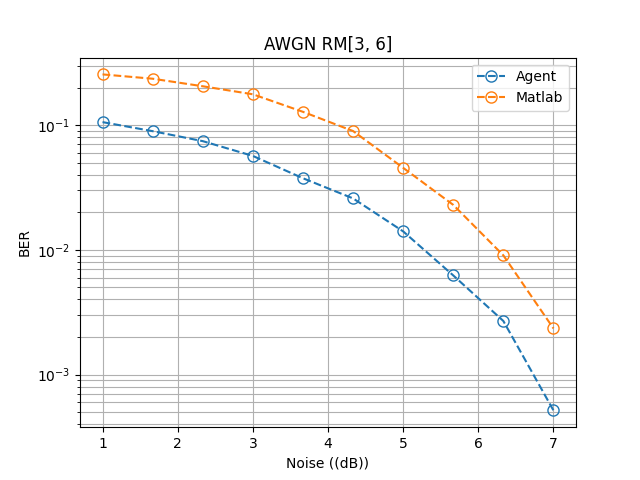 AWGN RM[3, 6]
Agent
Matlab
BER
10⁻¹
10⁻²
10⁻³
1 2 3 4 5 6 7
Noise ((dB))